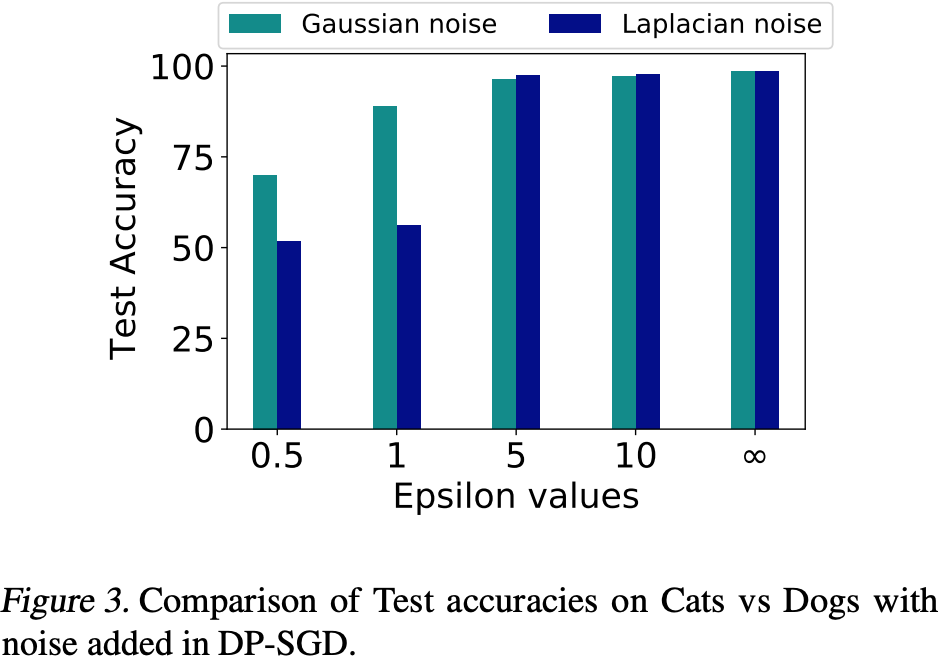 Gaussian noise Laplacian noise
100
75
50
25
0
Test Accuracy
0.5 1 5 10 ∞
Epsilon values
Figure 3. Comparison of Test accuracies on Cats vs Dogs with
noise added in DP-SGD.